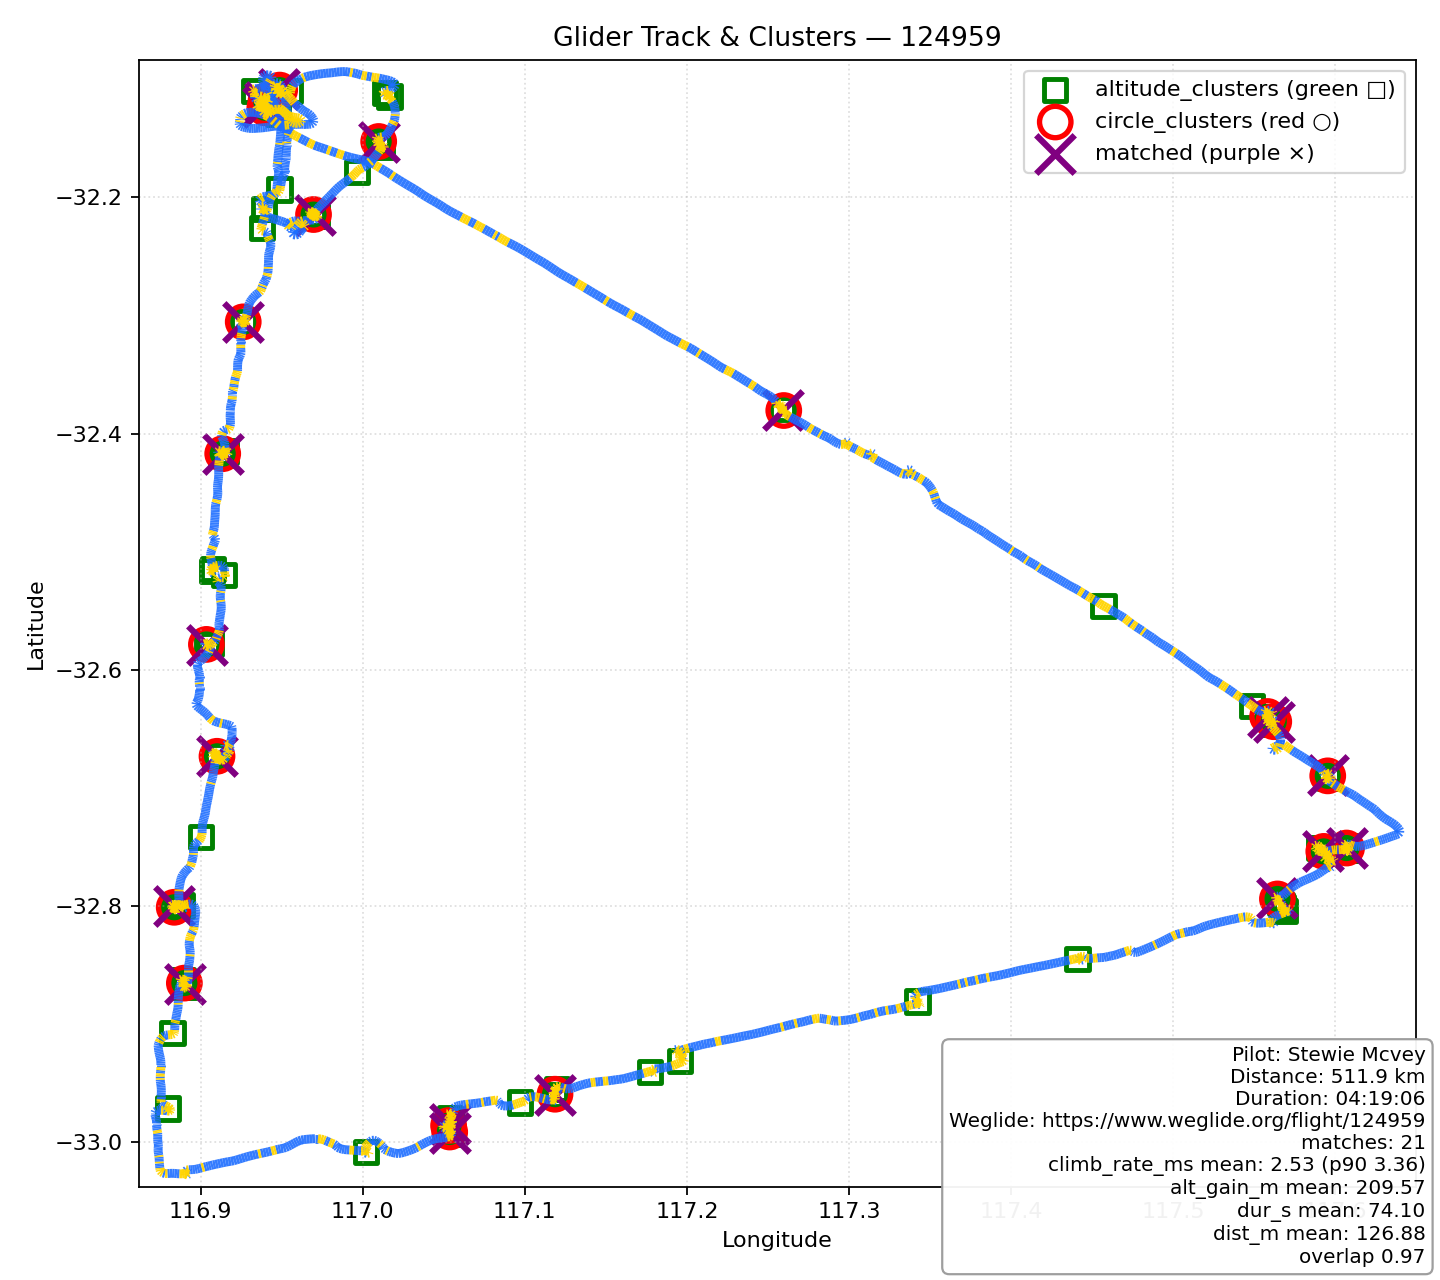 Glider Track & Clusters — 124959
altitude_clusters (green □)
circle_clusters (red ○)
matched (purple ×)
Latitude
−32.2
−32.4
−32.6
−32.8
−33.0
116.9
117.0
117.1
117.2
117.3
117.4
117.5
Longitude
Pilot: Stewie Mcvey
Distance: 511.9 km
Duration: 04:19:06
Weglide: https://www.weglide.org/flight/124959
matches: 21
climb_rate_ms mean: 2.53 (p90 3.36)
alt_gain_m mean: 209.57
dur_s mean: 74.10
dist_m mean: 126.88
overlap 0.97